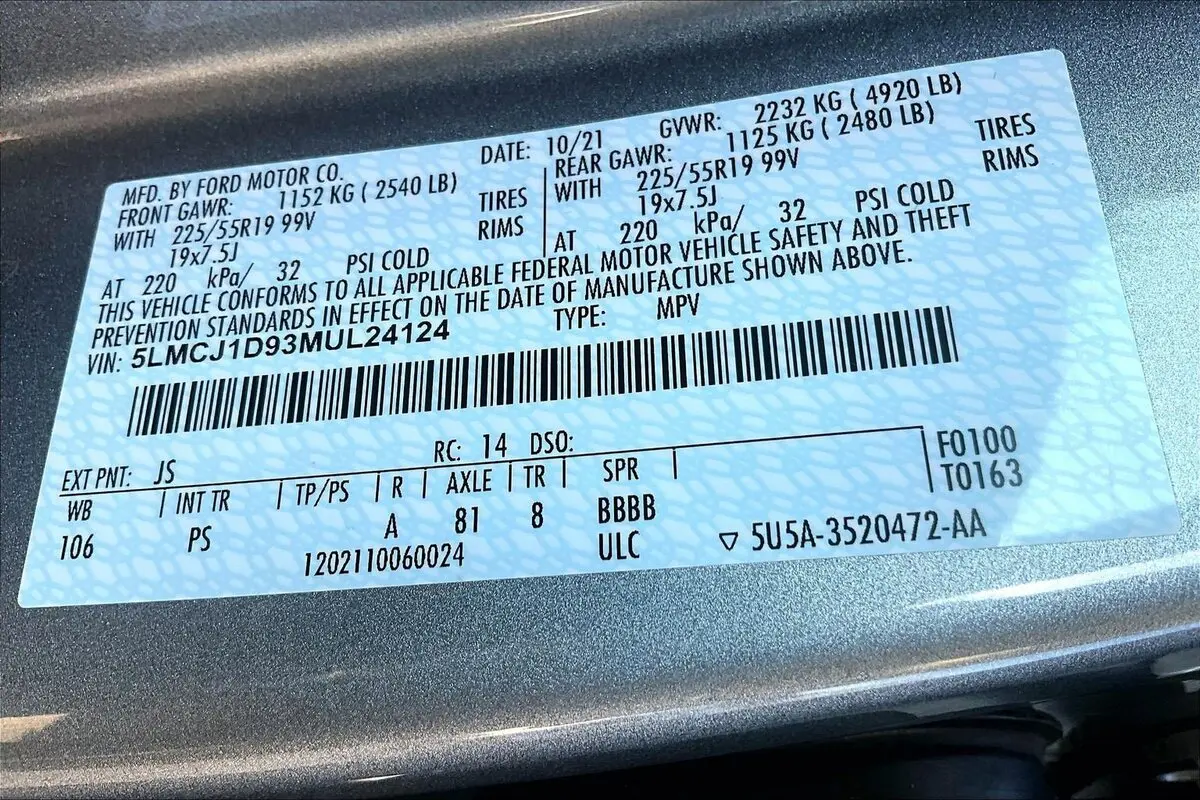 MFD. BY FORD MOTOR CO. DATE: 10/21 GVWR: 2232 KG ( 4920 LB)
FRONT GAWR: 1152 KG ( 2540 LB) REAR GAWR: 1125 KG ( 2480 LB)
WITH 225/55R19 99V TIRES WITH 225/55R19 99V TIRES
19x7.5J RIMS 19x7.5J RIMS
AT 220 kPa/ 32 PSI COLD AT 220 kPa/ 32 PSI COLD
THIS VEHICLE CONFORMS TO ALL APPLICABLE FEDERAL MOTOR VEHICLE SAFETY AND THEFT
PREVENTION STANDARDS IN EFFECT ON THE DATE OF MANUFACTURE SHOWN ABOVE.
VIN: 5LMCJ1D93MUL24124 TYPE: MPV
EXT PNT: JS RC: 14 DSO: F0100
WB INT TR TP/PS R AXLE TR SPR T0163
106 PS A 81 8 BBBB
1202110060024 ULC 5U5A-3520472-AA